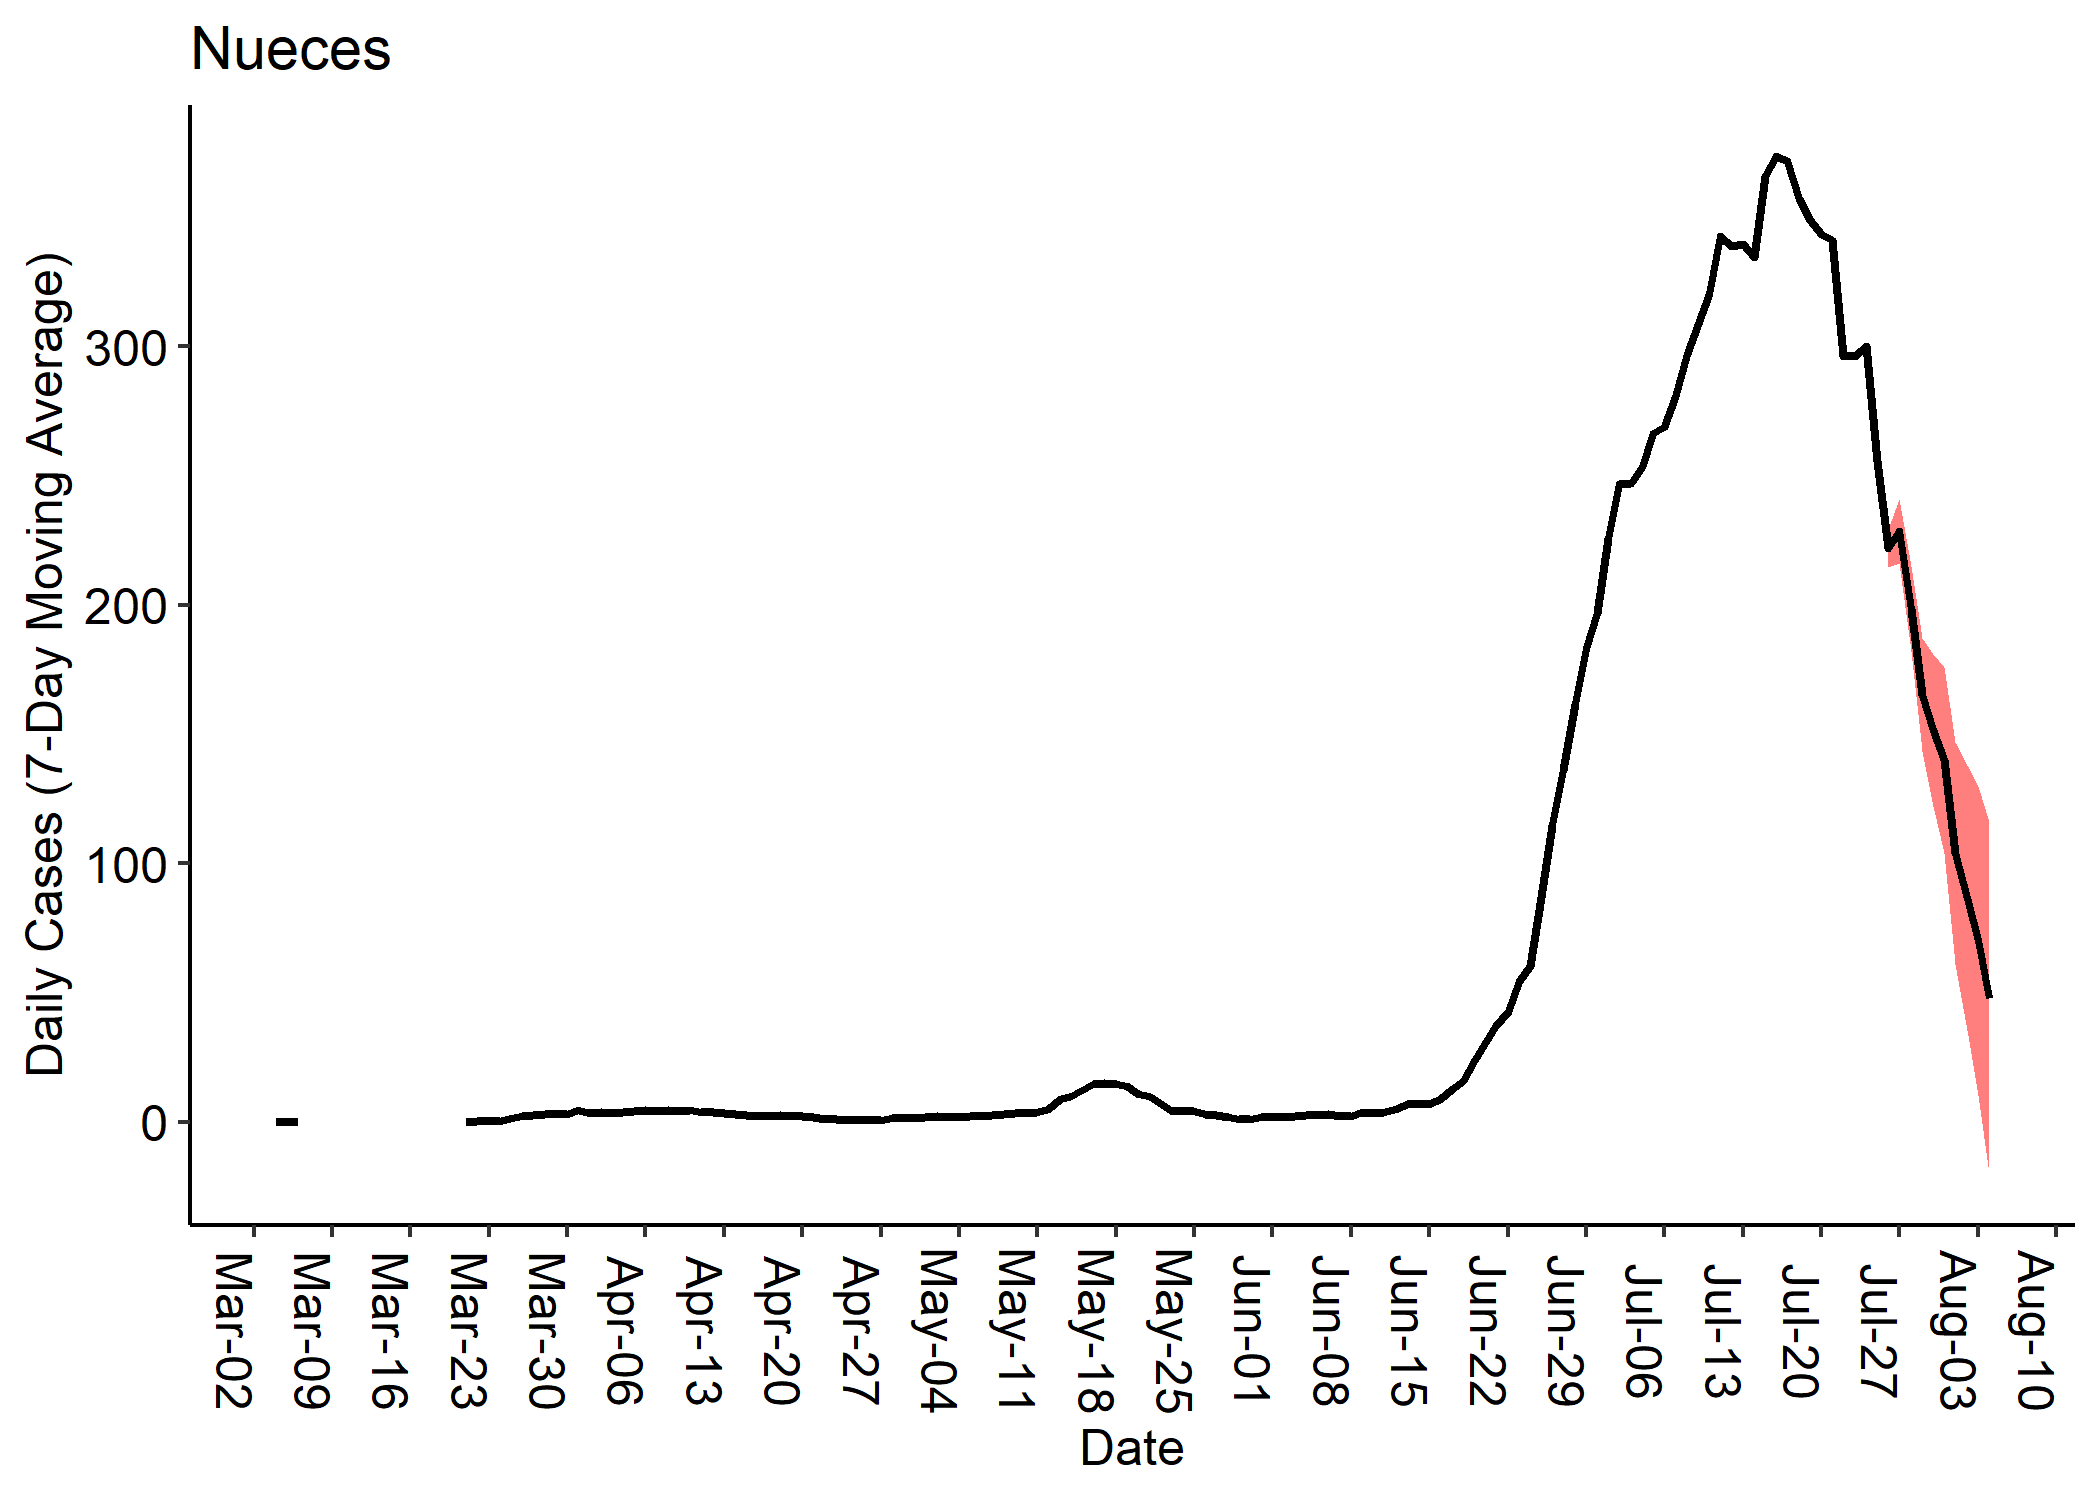 Nueces
Daily Cases (7-Day Moving Average)
300
200
100
0
Mar-02
Mar-09
Mar-16
Mar-23
Mar-30
Apr-06
Apr-13
Apr-20
Apr-27
May-04
May-11
May-18
May-25
Jun-01
Jun-08
Jun-15
Jun-22
Jun-29
Jul-06
Jul-13
Jul-20
Jul-27
Aug-03
Aug-10
Date